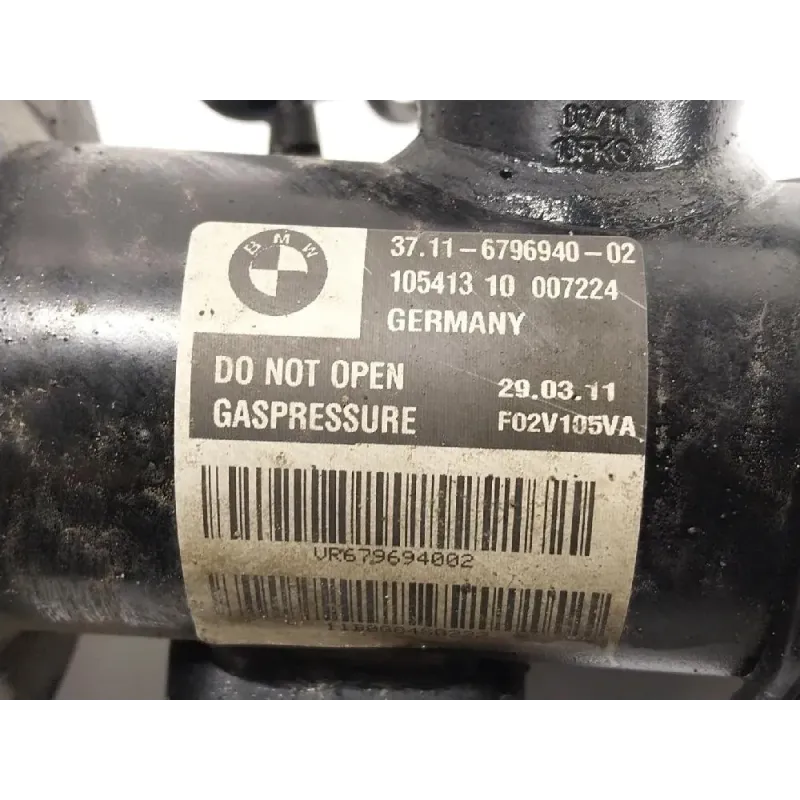 BMW
37.11-6796940-02
105413 10 007224
GERMANY
DO NOT OPEN
GASPRESSURE
29.03.11
F02V105VA
VR679694002